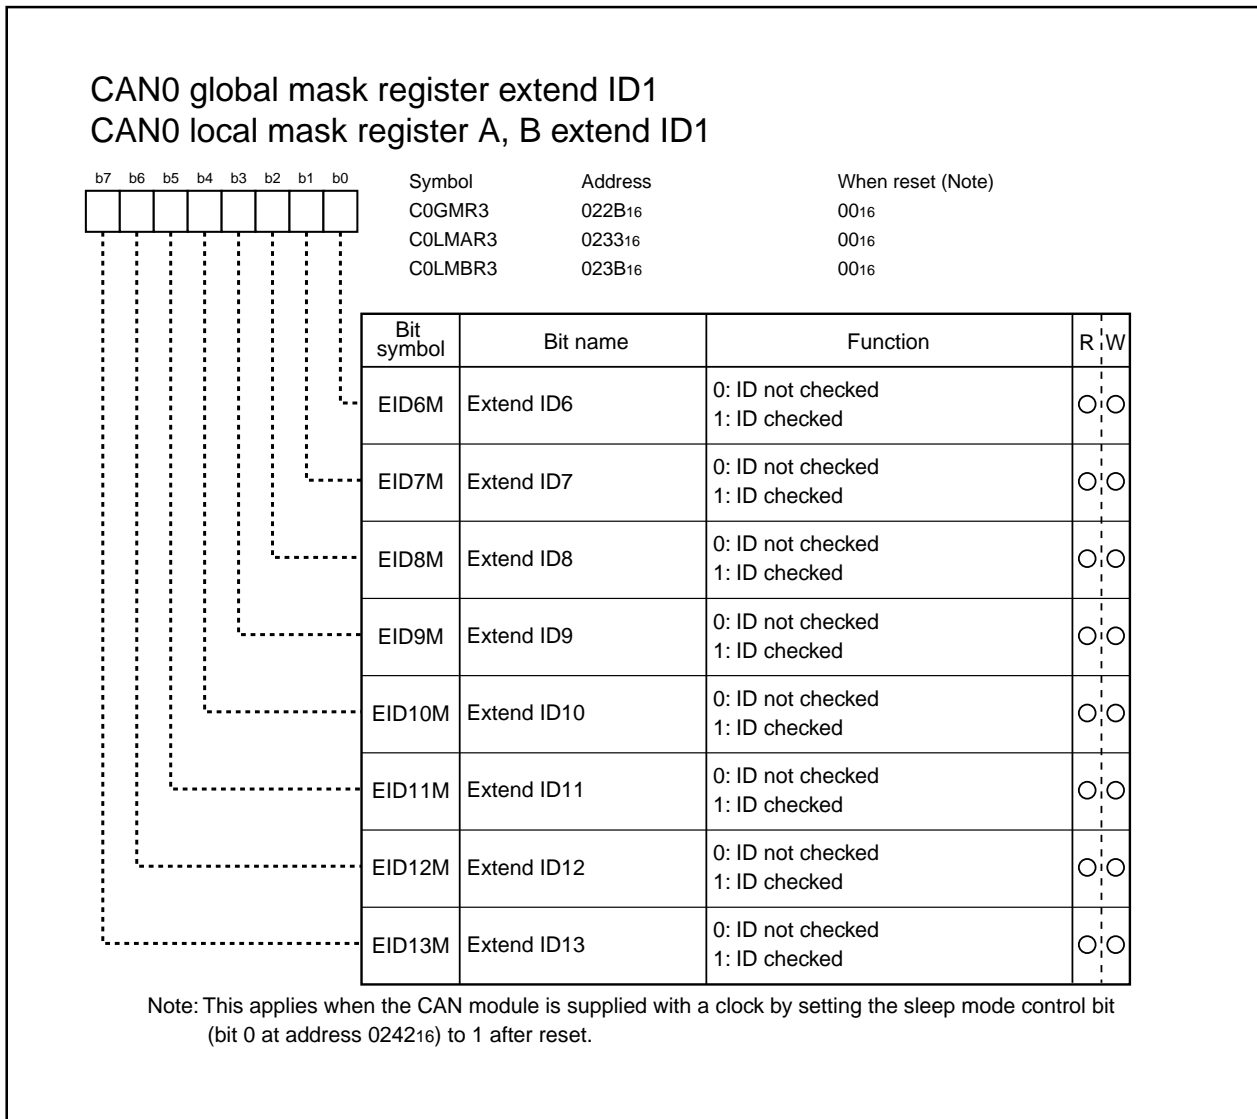 CAN0 global mask register extend ID1
CAN0 local mask register A, B extend ID1
b7 b6 b5 b4 b3 b2 b1 b0
Symbol Address When reset (Note)
C0GMR3 022B16 0016
C0LMAR3 023316 0016
C0LMBR3 023B16 0016
Bit symbol Bit name Function R W
EID6M Extend ID6 0: ID not checked
1: ID checked
EID7M Extend ID7 0: ID not checked
1: ID checked
EID8M Extend ID8 0: ID not checked
1: ID checked
EID9M Extend ID9 0: ID not checked
1: ID checked
EID10M Extend ID10 0: ID not checked
1: ID checked
EID11M Extend ID11 0: ID not checked
1: ID checked
EID12M Extend ID12 0: ID not checked
1: ID checked
EID13M Extend ID13 0: ID not checked
1: ID checked
Note: This applies when the CAN module is supplied with a clock by setting the sleep mode control bit
(bit 0 at address 024216) to 1 after reset.